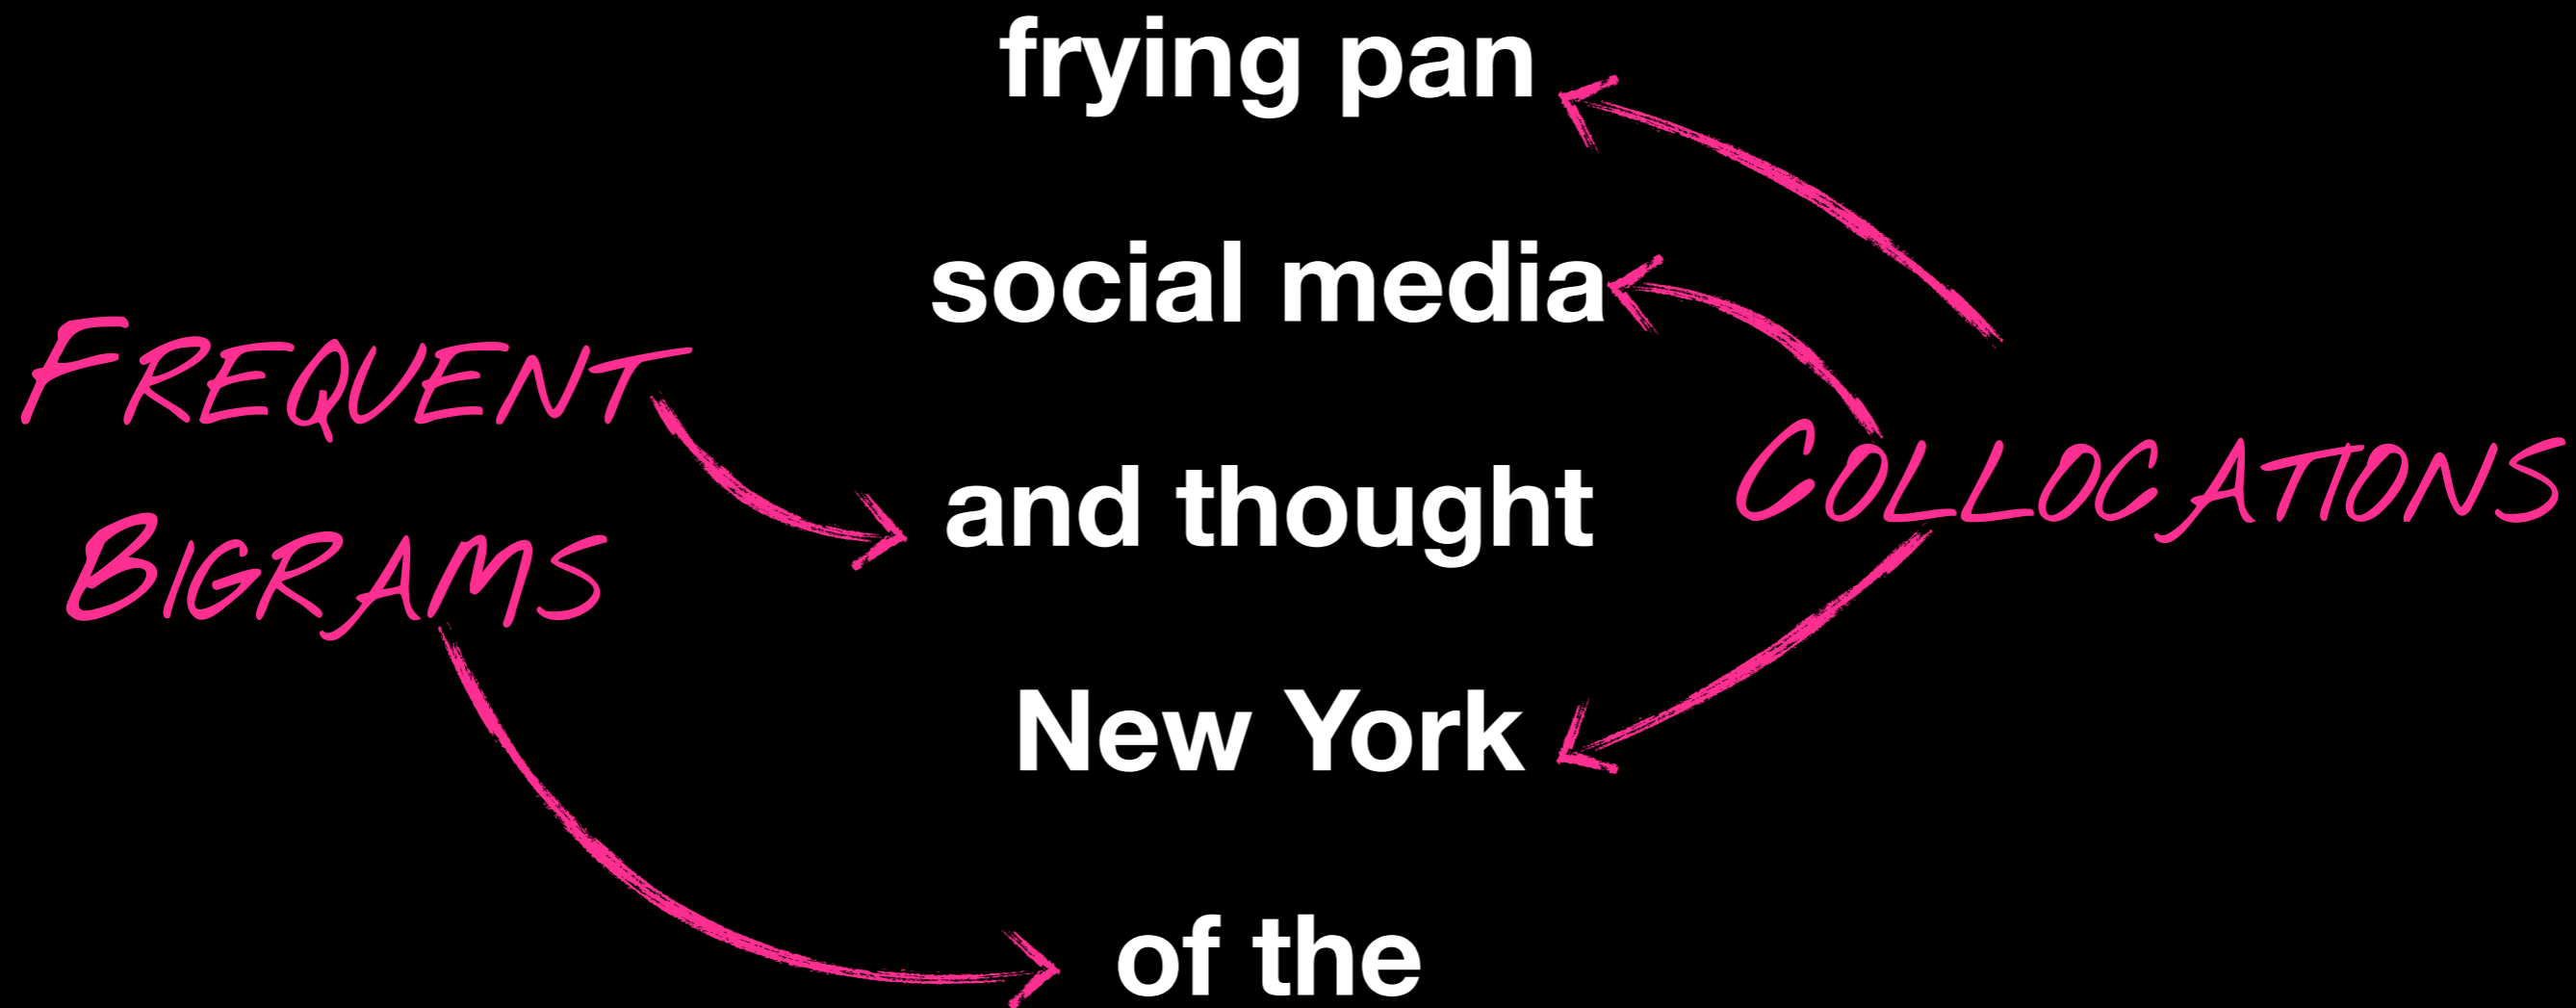 frying pan
social media
FREQUENT
BIGRAMS
and thought
COLLOCATIONS
New York
of the